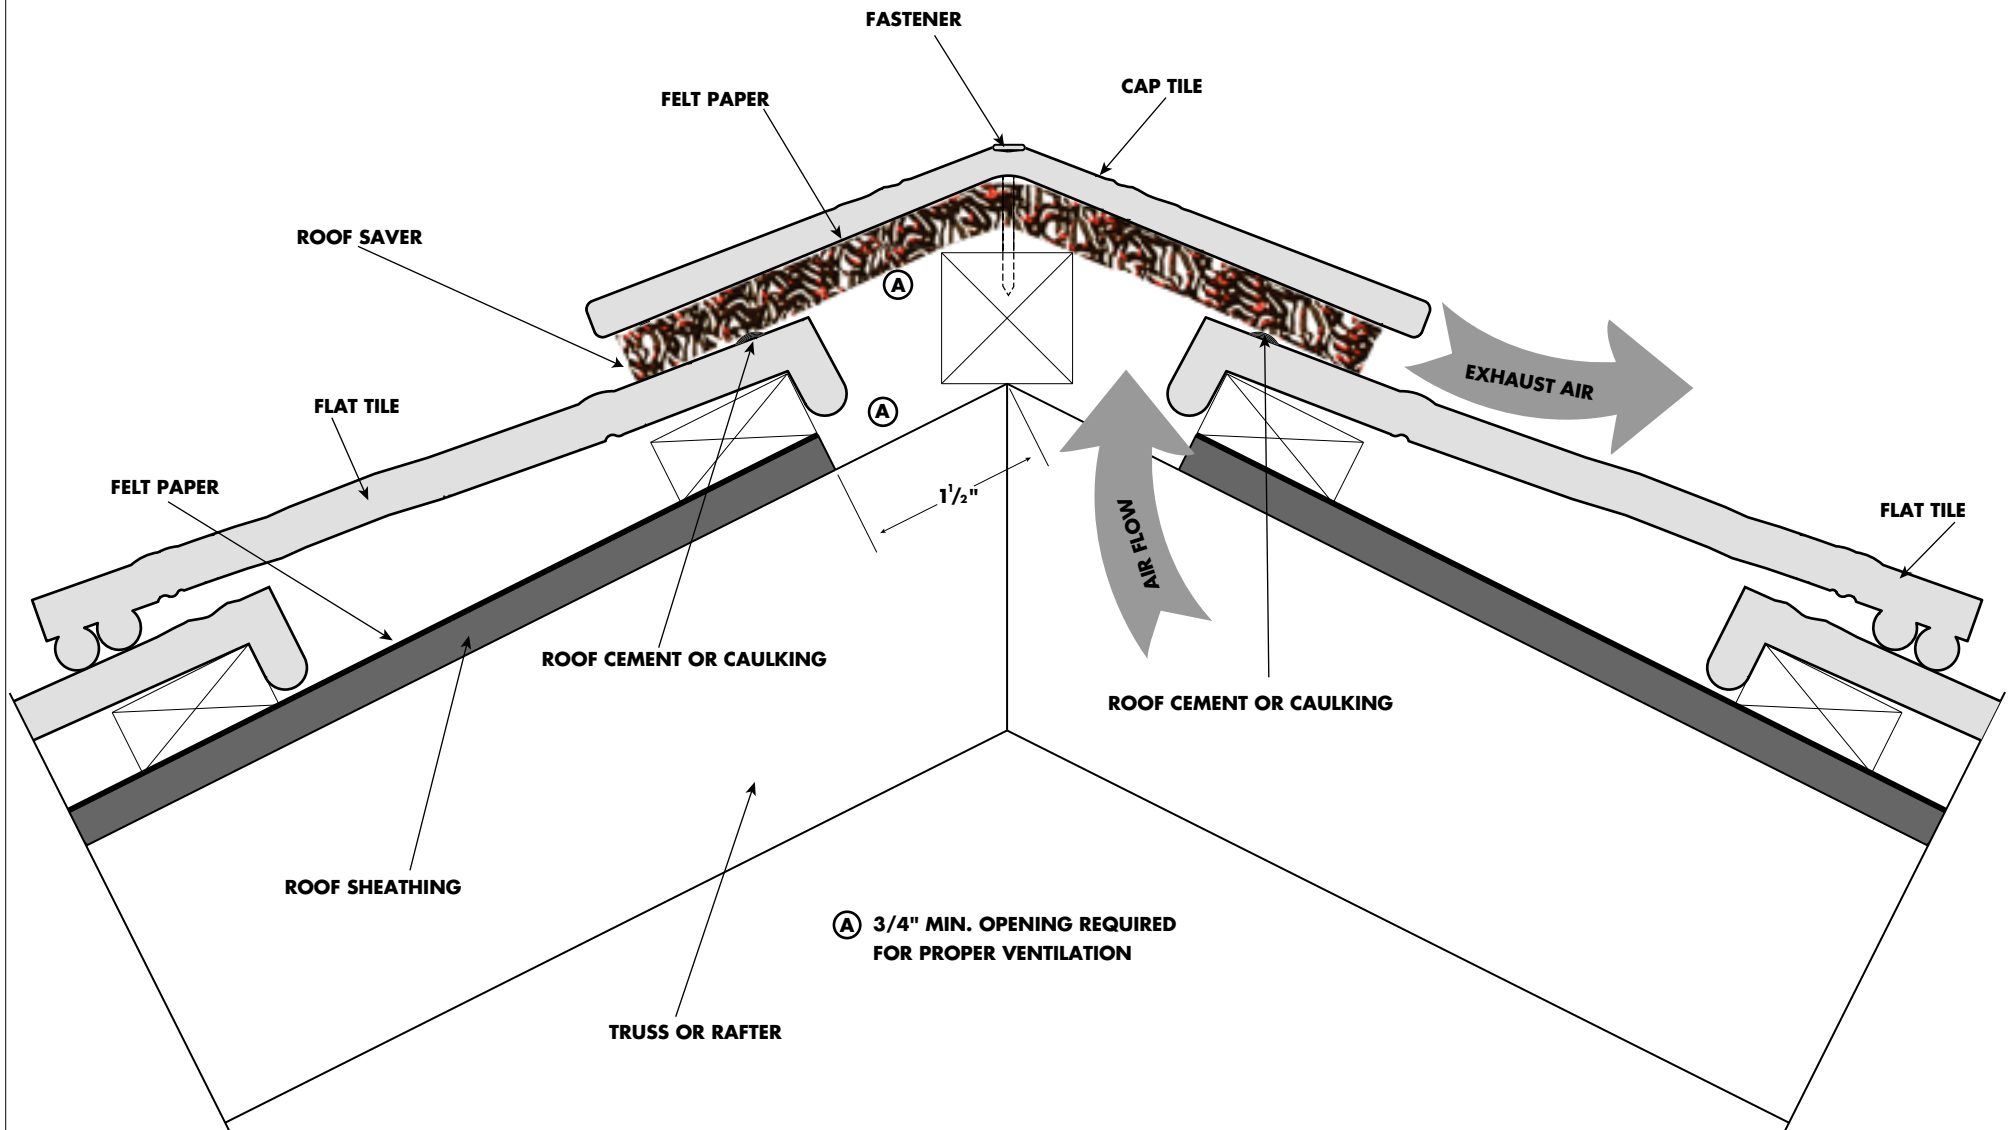 FASTENER
CAP TILE
FELT PAPER
ROOF SAVER
A
EXHAUST AIR
FLAT TILE
A
FELT PAPER
1 1/2"
AIR FLOW
FLAT TILE
ROOF CEMENT OR CAULKING
ROOF CEMENT OR CAULKING
ROOF SHEATHING
A 3/4" MIN. OPENING REQUIRED
FOR PROPER VENTILATION
TRUSS OR RAFTER